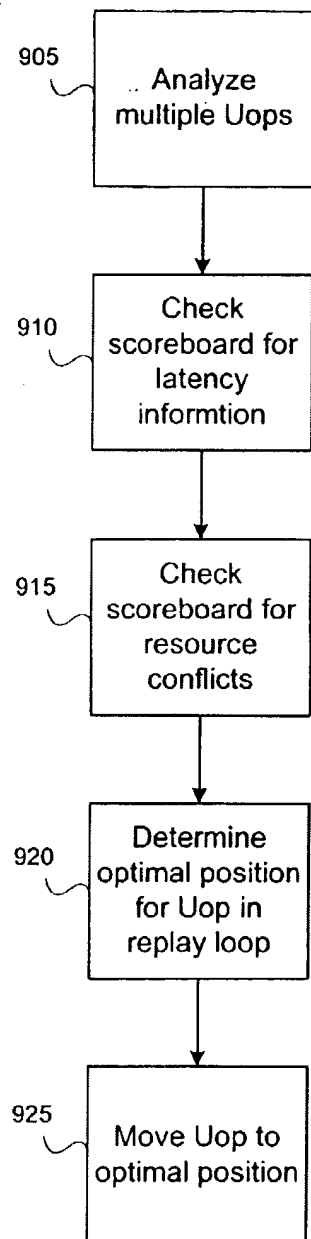 905
Analyze
multiple Uops
910
Check
scoreboard for
latency
informtion
915
Check
scoreboard for
resource
conflicts
920
Determine
optimal position
for Uop in
replay loop
925
Move Uop to
optimal position